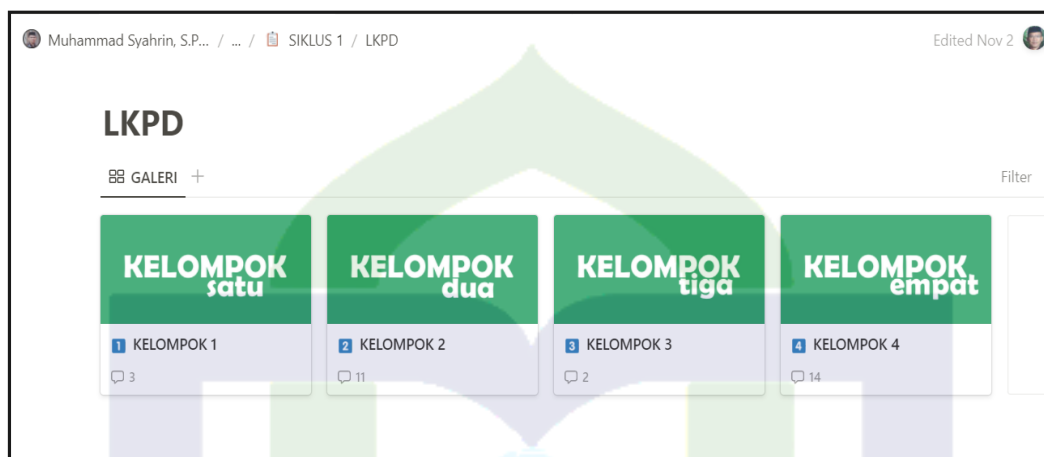 Muhammad Syahrin, S.P... / ... / SIKLUS 1 / LKPD
Edited Nov 2
LKPD
GALERI +
Filter
KELOMPOK
satu
KELOMPOK
dua
KELOMPOK
tiga
KELOMPOK
empat
1 KELOMPOK 1
2 KELOMPOK 2
3 KELOMPOK 3
4 KELOMPOK 4
3
11
2
14